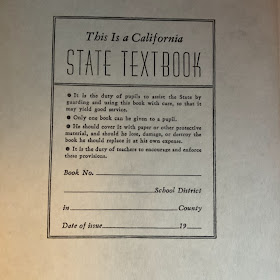 This Is a California
STATE TEXTBOOK
● It is the duty of pupils to assist the State by
guarding and using this book with care, so that it
may yield good service.
● Only one book can be given to a pupil.
● He should cover it with paper or other protective
material, and should he lose, damage, or destroy the
book he should replace it at his own expense.
● It is the duty of teachers to encourage and enforce
these provisions.
Book No.
School District
In County
Date of Issue 19